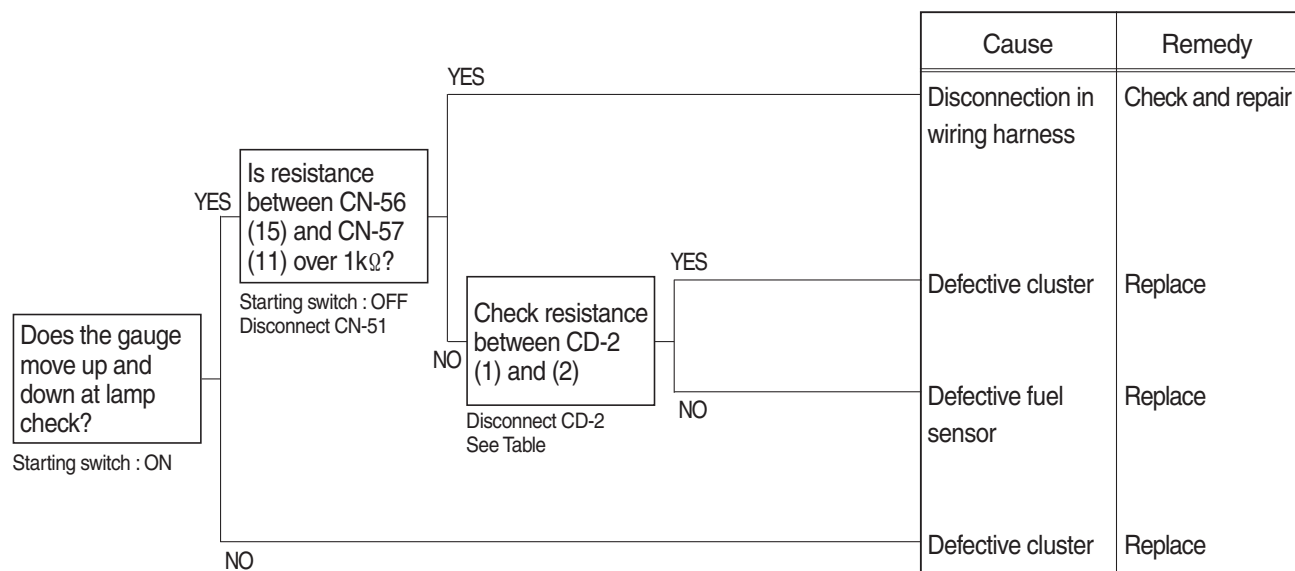 Cause
Remedy
YES
Disconnection in
wiring harness
Check and repair
YES
Is resistance
between CN-56
(15) and CN-57
(11) over 1kΩ?
Starting switch : OFF
Disconnect CN-51
YES
Defective cluster
Replace
NO
Check resistance
between CD-2
(1) and (2)
Disconnect CD-2
See Table
Does the gauge
move up and
down at lamp
check?
Starting switch : ON
NO
Defective fuel
sensor
Replace
NO
Defective cluster
Replace